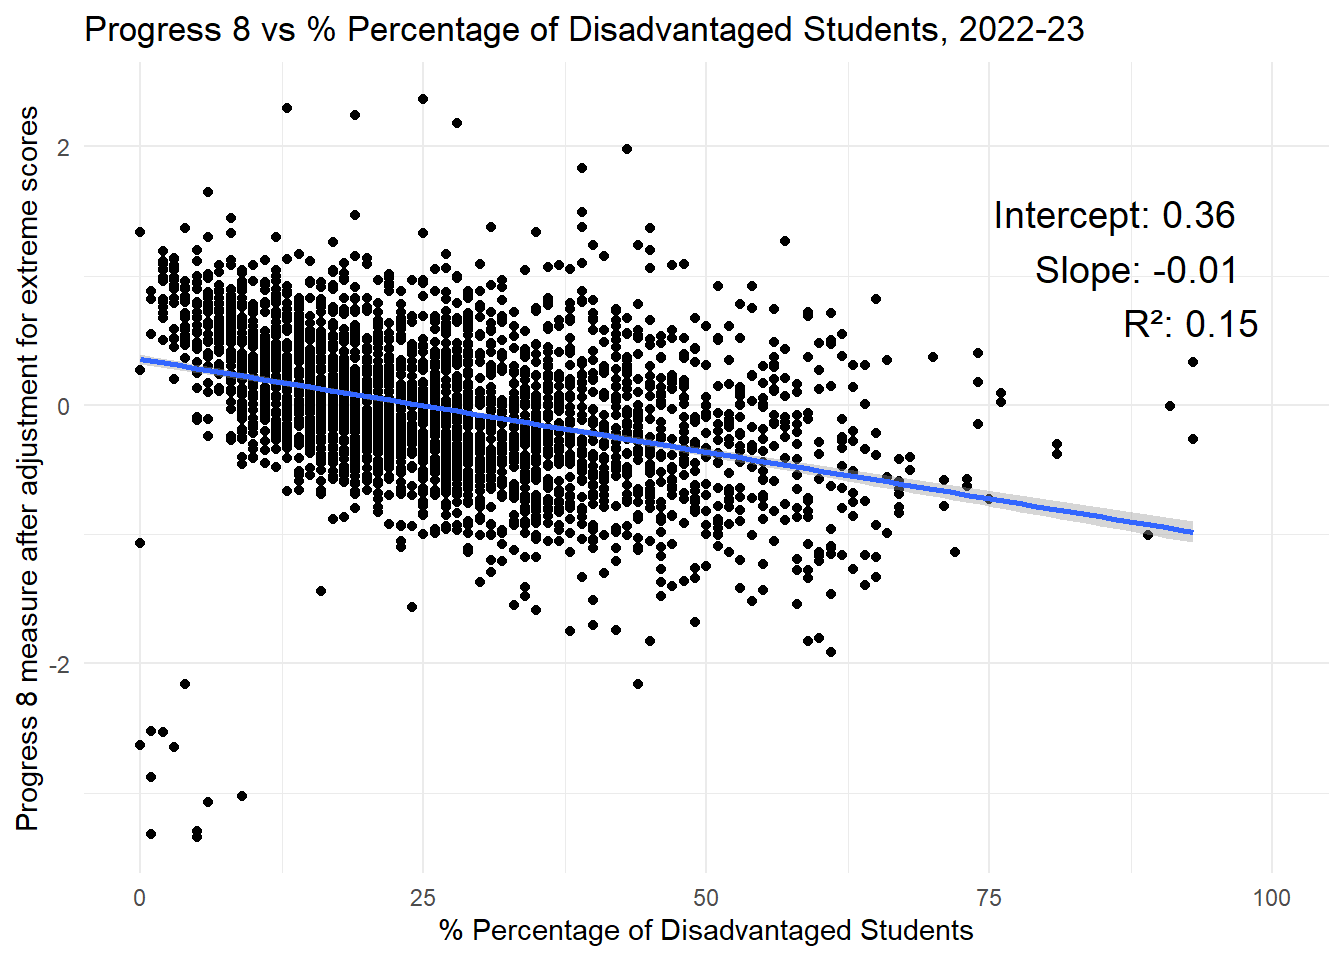 Progress 8 vs % Percentage of Disadvantaged Students, 2022-23
Progress 8 measure after adjustment for extreme scores
2
0
-2
Intercept: 0.36
Slope: -0.01
R²: 0.15
0 25 50 75 100
% Percentage of Disadvantaged Students